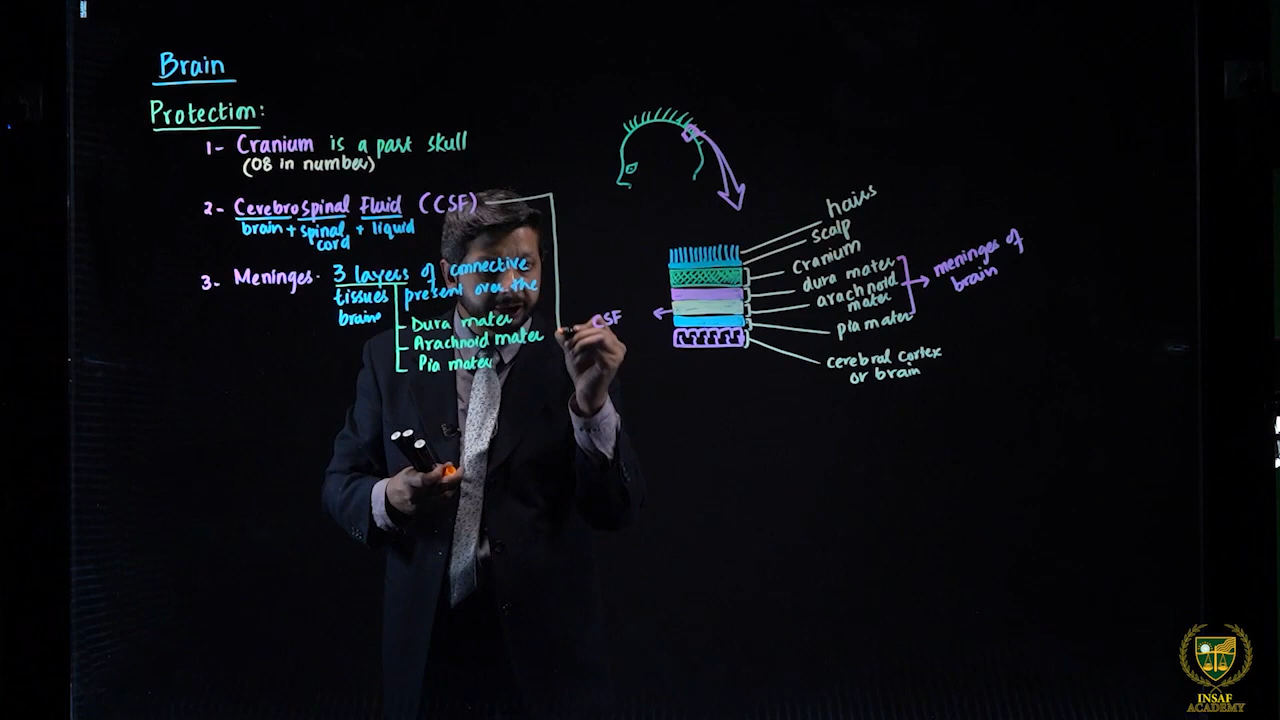 Brain
Protection:
1- Cranium is a part skull
(08 in number)
2- Cerebrospinal Fluid (CSF)
brain + spinal cord + liquid
3- Meninges. 3 layers of connective
tissues present over the
brain.
Dura mater
Arachnoid mater
Pia mater
CSF
hairs
scalp
cranium
dura mater
arachnoid
mater
pia mater
cerebral cortex
or brain
meninges of
brain
INSAF
ACADEMY